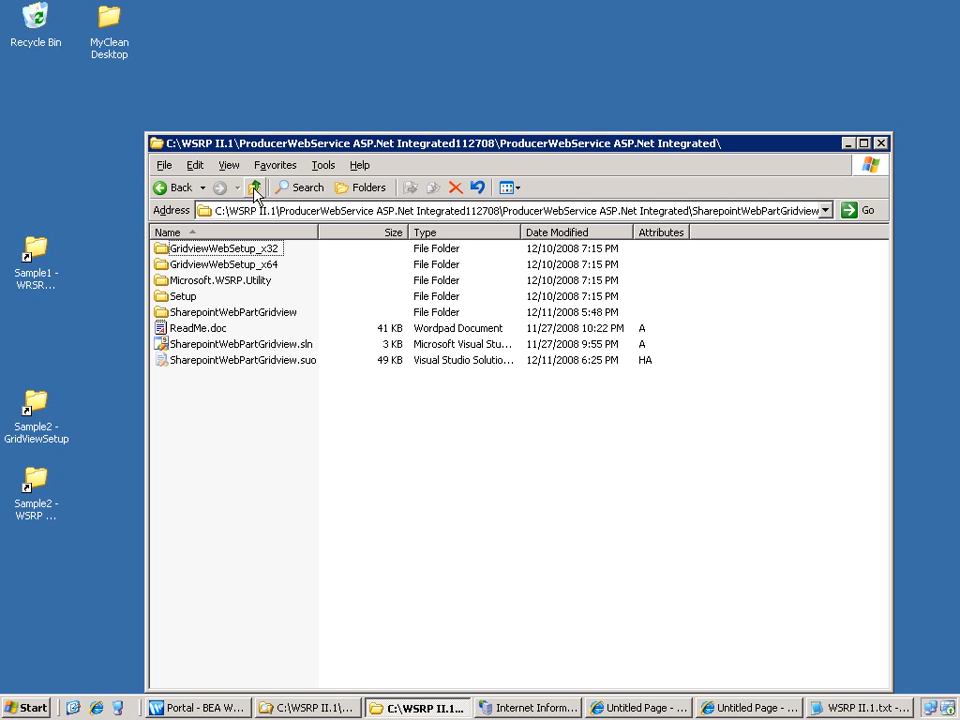 Recycle Bin
MyClean
Desktop
Sample1 -
WRSR...
Sample2 -
GridViewSetup
Sample2 -
WSRP ...
C:\WSRP II.1\ProducerWebService ASP.Net Integrated112708\ProducerWebService ASP.Net Integrated\
File Edit View Favorites Tools Help
Back Search Folders
Address C:\WSRP II.1\ProducerWebService ASP.Net Integrated112708\ProducerWebService ASP.Net Integrated\SharepointWebPartGridview Go
Name Size Type Date Modified Attributes
GridviewWebSetup_x32 File Folder 12/10/2008 7:15 PM
GridviewWebSetup_x64 File Folder 12/10/2008 7:15 PM
Microsoft.WSRP.Utility File Folder 12/10/2008 7:15 PM
Setup File Folder 12/10/2008 7:15 PM
SharepointWebPartGridview File Folder 12/11/2008 5:48 PM
ReadMe.doc 41 KB Wordpad Document 11/27/2008 10:22 PM A
SharepointWebPartGridview.sln 3 KB Microsoft Visual Stu... 11/27/2008 9:55 PM A
SharepointWebPartGridview.suo 49 KB Visual Studio Solutio... 12/11/2008 6:25 PM HA
Start Portal - BEA W... C:\WSRP II.1\... C:\WSRP II.1... Internet Inform... Untitled Page - ... Untitled Page - ... WSRP II.1.txt -...